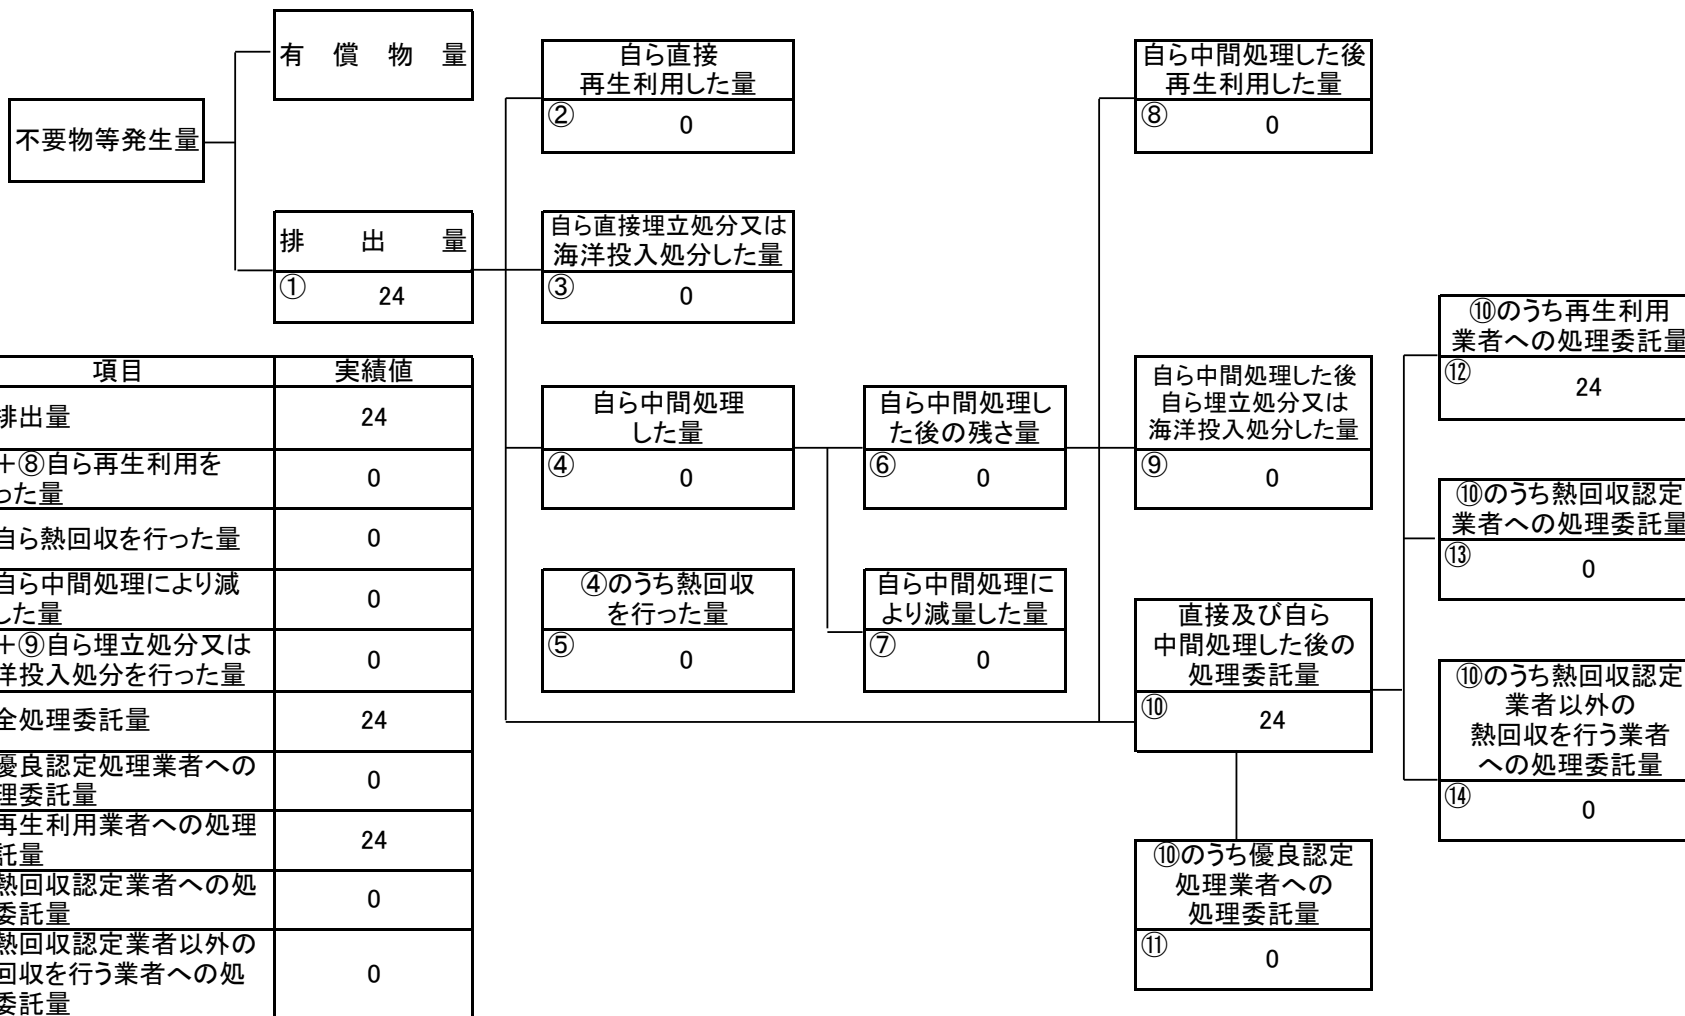 有償物量
不要物等発生量
排出量
① 24
自ら直接
再生利用した量
② 0
自ら直接埋立処分又は
海洋投入処分した量
③ 0
自ら中間処理
した量
④ 0
④のうち熱回収
を行った量
⑤ 0
自ら中間処理し
た後の残さ量
⑥ 0
自ら中間処理に
より減量した量
⑦ 0
自ら中間処理した後
再生利用した量
⑧ 0
自ら中間処理した後
自ら埋立処分又は
海洋投入処分した量
⑨ 0
直接及び自ら
中間処理した後の
処理委託量
⑩ 24
⑩のうち優良認定
処理業者への
処理委託量
⑪ 0
⑩のうち再生利用
業者への処理委託量
⑫ 24
⑩のうち熱回収認定
業者への処理委託量
⑬ 0
⑩のうち熱回収認定
業者以外の
熱回収を行う業者
への処理委託量
⑭ 0
項目 実績値
排出量 24
+⑧自ら再生利用を
った量 0
自ら熱回収を行った量 0
自ら中間処理により減
した量 0
+⑨自ら埋立処分又は
洋投入処分を行った量 0
全処理委託量 24
優良認定処理業者への
理委託量 0
再生利用業者への処理
託量 24
熱回収認定業者への処
委託量 0
熱回収認定業者以外の
回収を行う業者への処
委託量 0